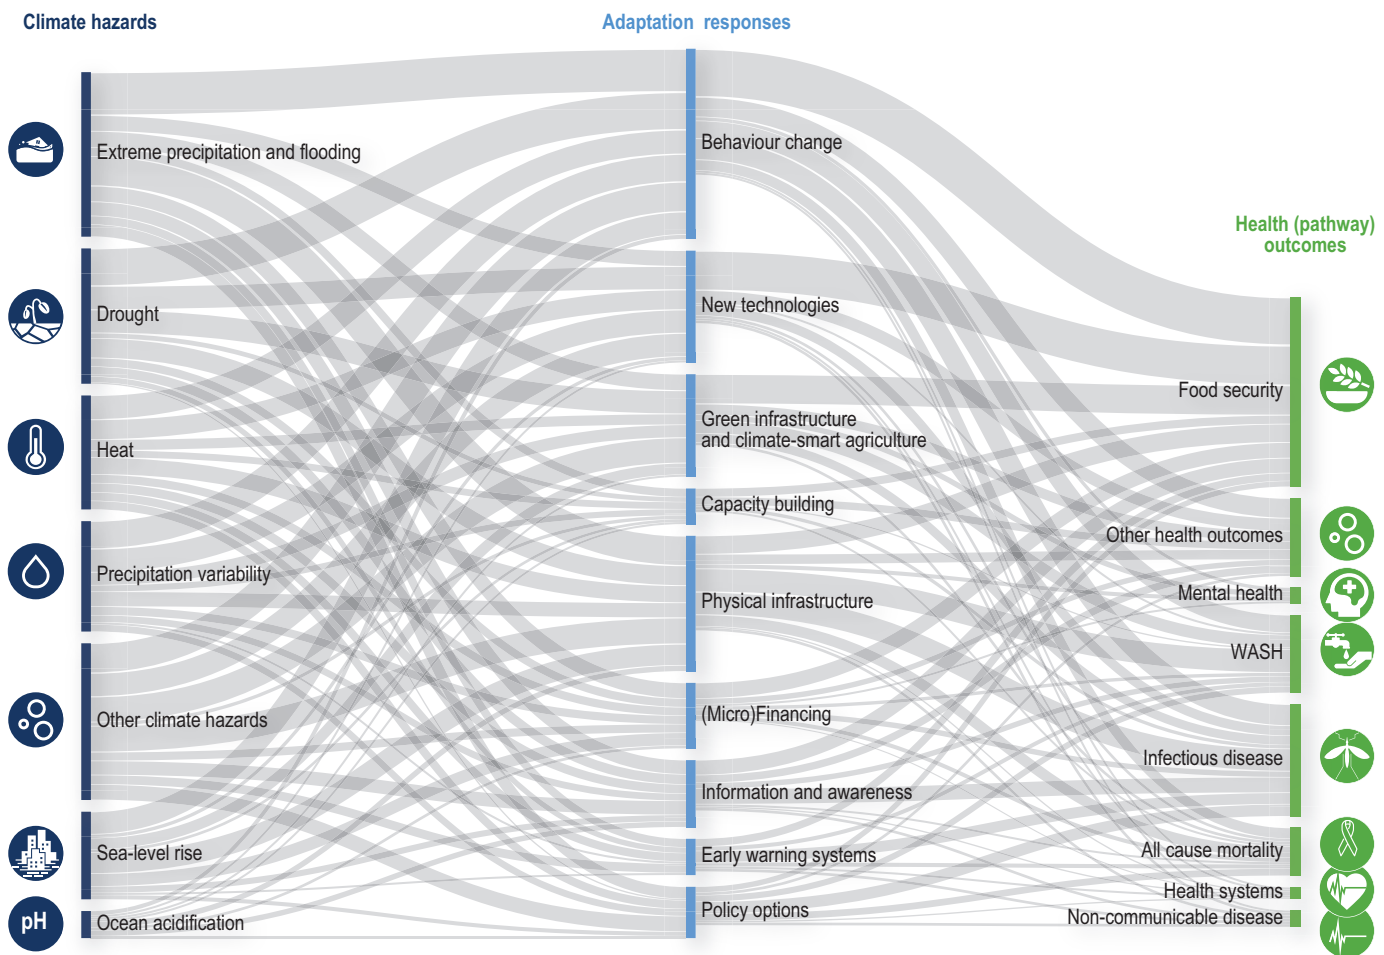 Climate hazards
Adaptation responses
Health (pathway)
outcomes
Extreme precipitation and flooding
Drought
Heat
Precipitation variability
Other climate hazards
Sea-level rise
pH
Ocean acidification
Behaviour change
New technologies
Green infrastructure
and climate-smart agriculture
Capacity building
Physical infrastructure
(Micro)Financing
Information and awareness
Early warning systems
Policy options
Food security
Other health outcomes
Mental health
WASH
Infectious disease
All cause mortality
Health systems
Non-communicable disease